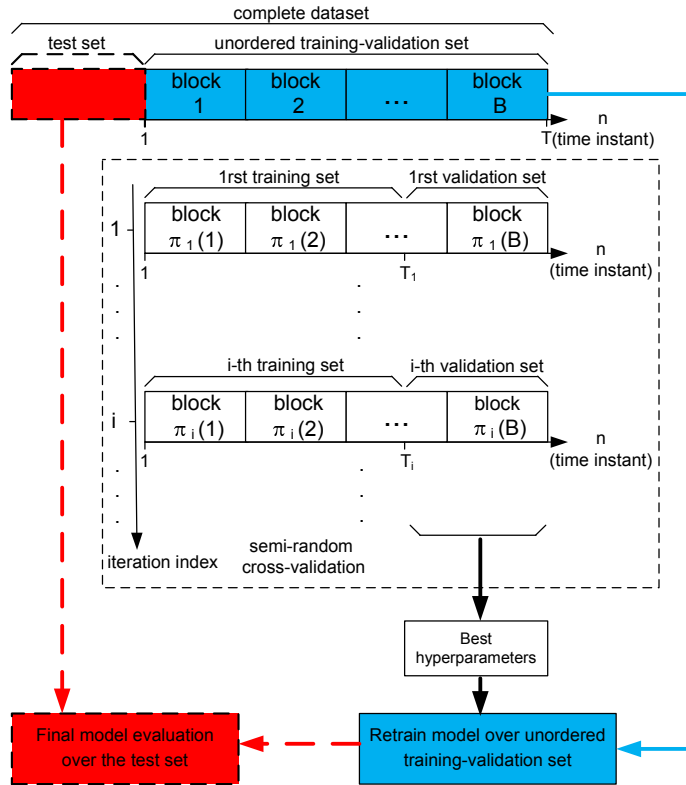 complete dataset
test set
unordered training-validation set
block
1
block
2
...
block
B
n
1
T(time instant)
1rst training set
1rst validation set
1
block
π 1 (1)
block
π 1 (2)
...
block
π 1 (B)
n
(time instant)
1
T1
i-th training set
i-th validation set
i
block
π i (1)
block
π i (2)
...
block
π i (B)
n
(time instant)
1
Ti
iteration index
semi-random
cross-validation
Best
hyperparameters
Final model evaluation
over the test set
Retrain model over unordered
training-validation set